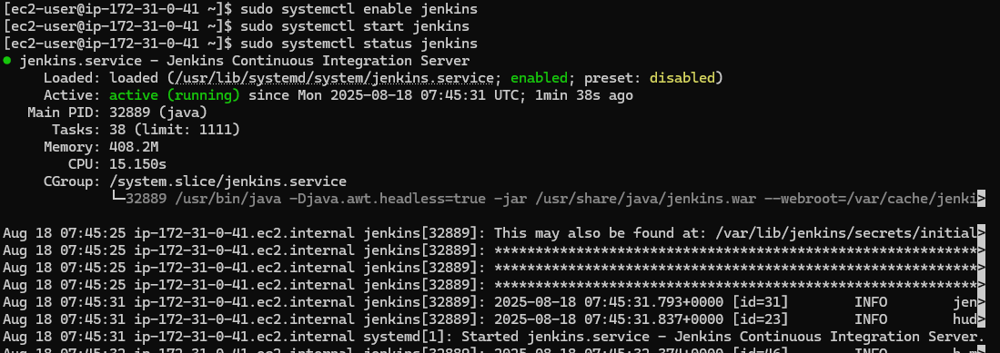 [ec2-user@ip-172-31-0-41 ~]$ sudo systemctl enable jenkins
[ec2-user@ip-172-31-0-41 ~]$ sudo systemctl start jenkins
[ec2-user@ip-172-31-0-41 ~]$ sudo systemctl status jenkins
● jenkins.service - Jenkins Continuous Integration Server
Loaded: loaded (/usr/lib/systemd/system/jenkins.service; enabled; preset: disabled)
Active: active (running) since Mon 2025-08-18 07:45:31 UTC; 1min 38s ago
Main PID: 32889 (java)
Tasks: 38 (limit: 1111)
Memory: 408.2M
CPU: 15.150s
CGroup: /system.slice/jenkins.service
└─32889 /usr/bin/java -Djava.awt.headless=true -jar /usr/share/java/jenkins.war --webroot=/var/cache/jenki>
Aug 18 07:45:25 ip-172-31-0-41.ec2.internal jenkins[32889]: This may also be found at: /var/lib/jenkins/secrets/initial>
Aug 18 07:45:25 ip-172-31-0-41.ec2.internal jenkins[32889]: ***********************************************************>
Aug 18 07:45:25 ip-172-31-0-41.ec2.internal jenkins[32889]: ***********************************************************>
Aug 18 07:45:25 ip-172-31-0-41.ec2.internal jenkins[32889]: ***********************************************************>
Aug 18 07:45:31 ip-172-31-0-41.ec2.internal jenkins[32889]: 2025-08-18 07:45:31.793+0000 [id=31] INFO jen>
Aug 18 07:45:31 ip-172-31-0-41.ec2.internal jenkins[32889]: 2025-08-18 07:45:31.837+0000 [id=23] INFO hud>
Aug 18 07:45:31 ip-172-31-0-41.ec2.internal systemd[1]: Started jenkins.service - Jenkins Continuous Integration Server.
Aug 18 07:45:32 ip-172-31-0-41.ec2.internal jenkins[32889]: 2025-08-18 07:45:32.374+0000 [id=46] INFO